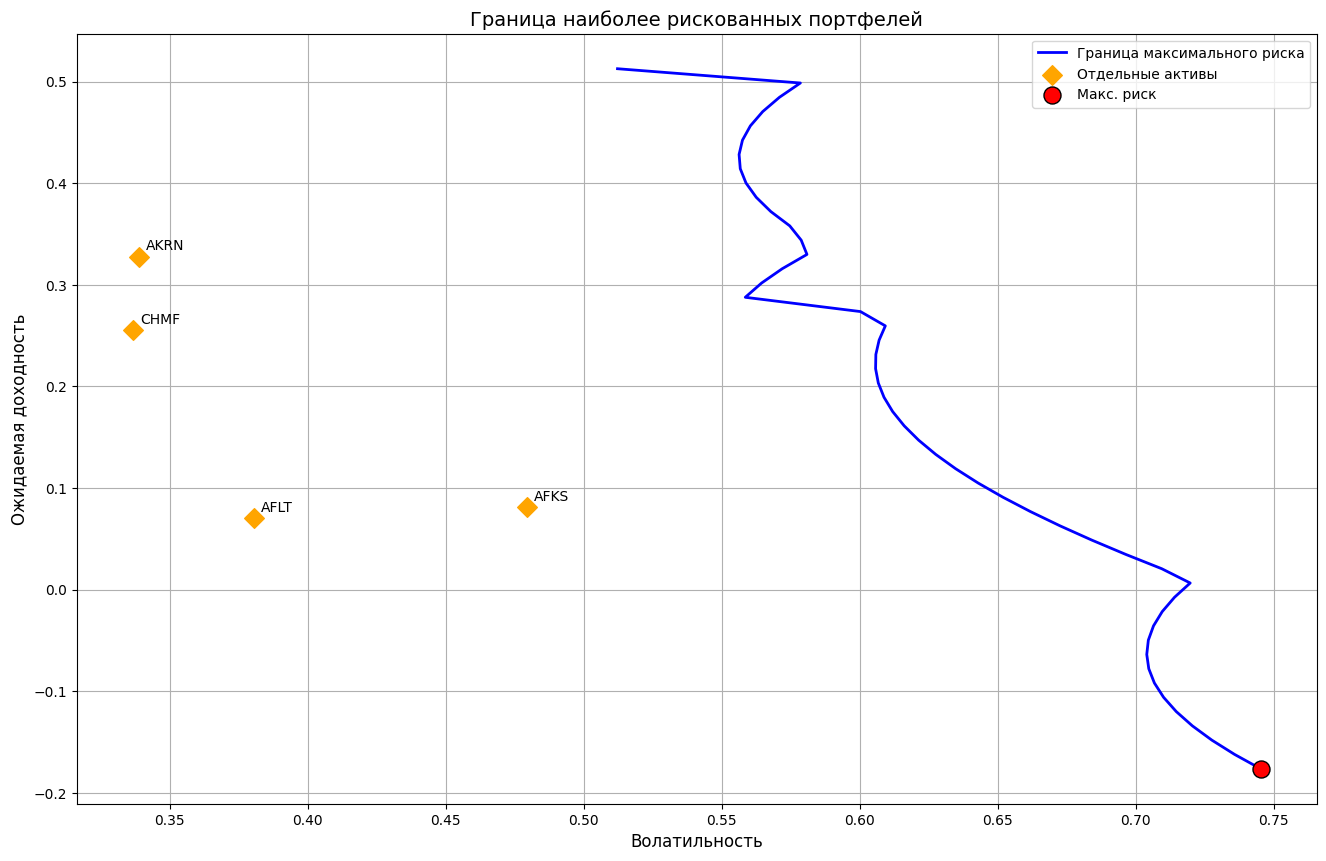 Граница наиболее рискованных портфелей
Граница максимального риска
Отдельные активы
Макс. риск
Ожидаемая доходность
0.5
0.4
0.3
0.2
0.1
0.0
−0.1
−0.2
AKRN
CHMF
AFLT
AFKS
0.35 0.40 0.45 0.50 0.55 0.60 0.65 0.70 0.75
Волатильность